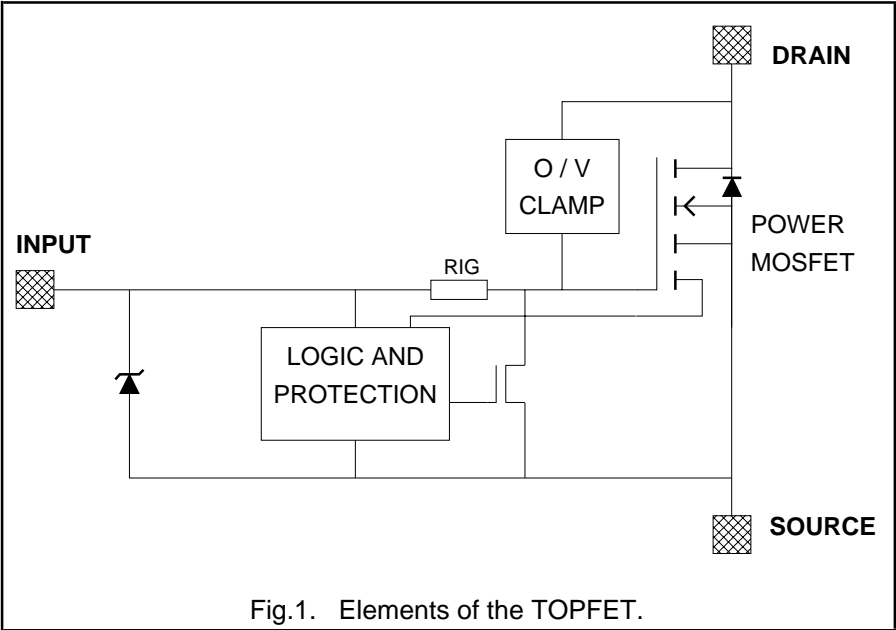 DRAIN
O / V
CLAMP
POWER
MOSFET
INPUT
RIG
LOGIC AND
PROTECTION
SOURCE
Fig.1. Elements of the TOPFET.